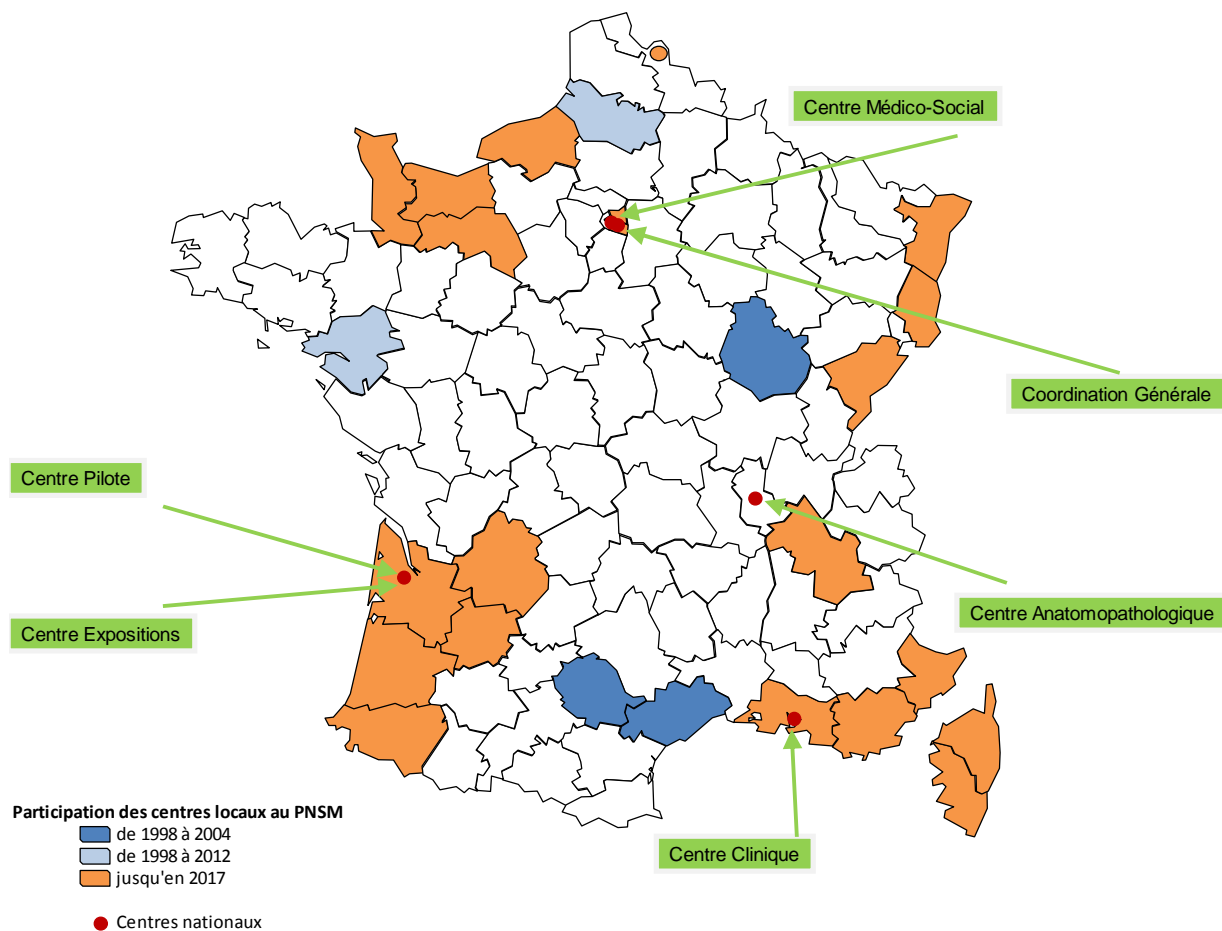 Centre Médico-Social
Coordination Générale
Centre Pilote
Centre Expositions
Centre Anatomopathologique
Centre Clinique
Participation des centres locaux au PNSM
de 1998 à 2004
de 1998 à 2012
jusqu'en 2017
Centres nationaux